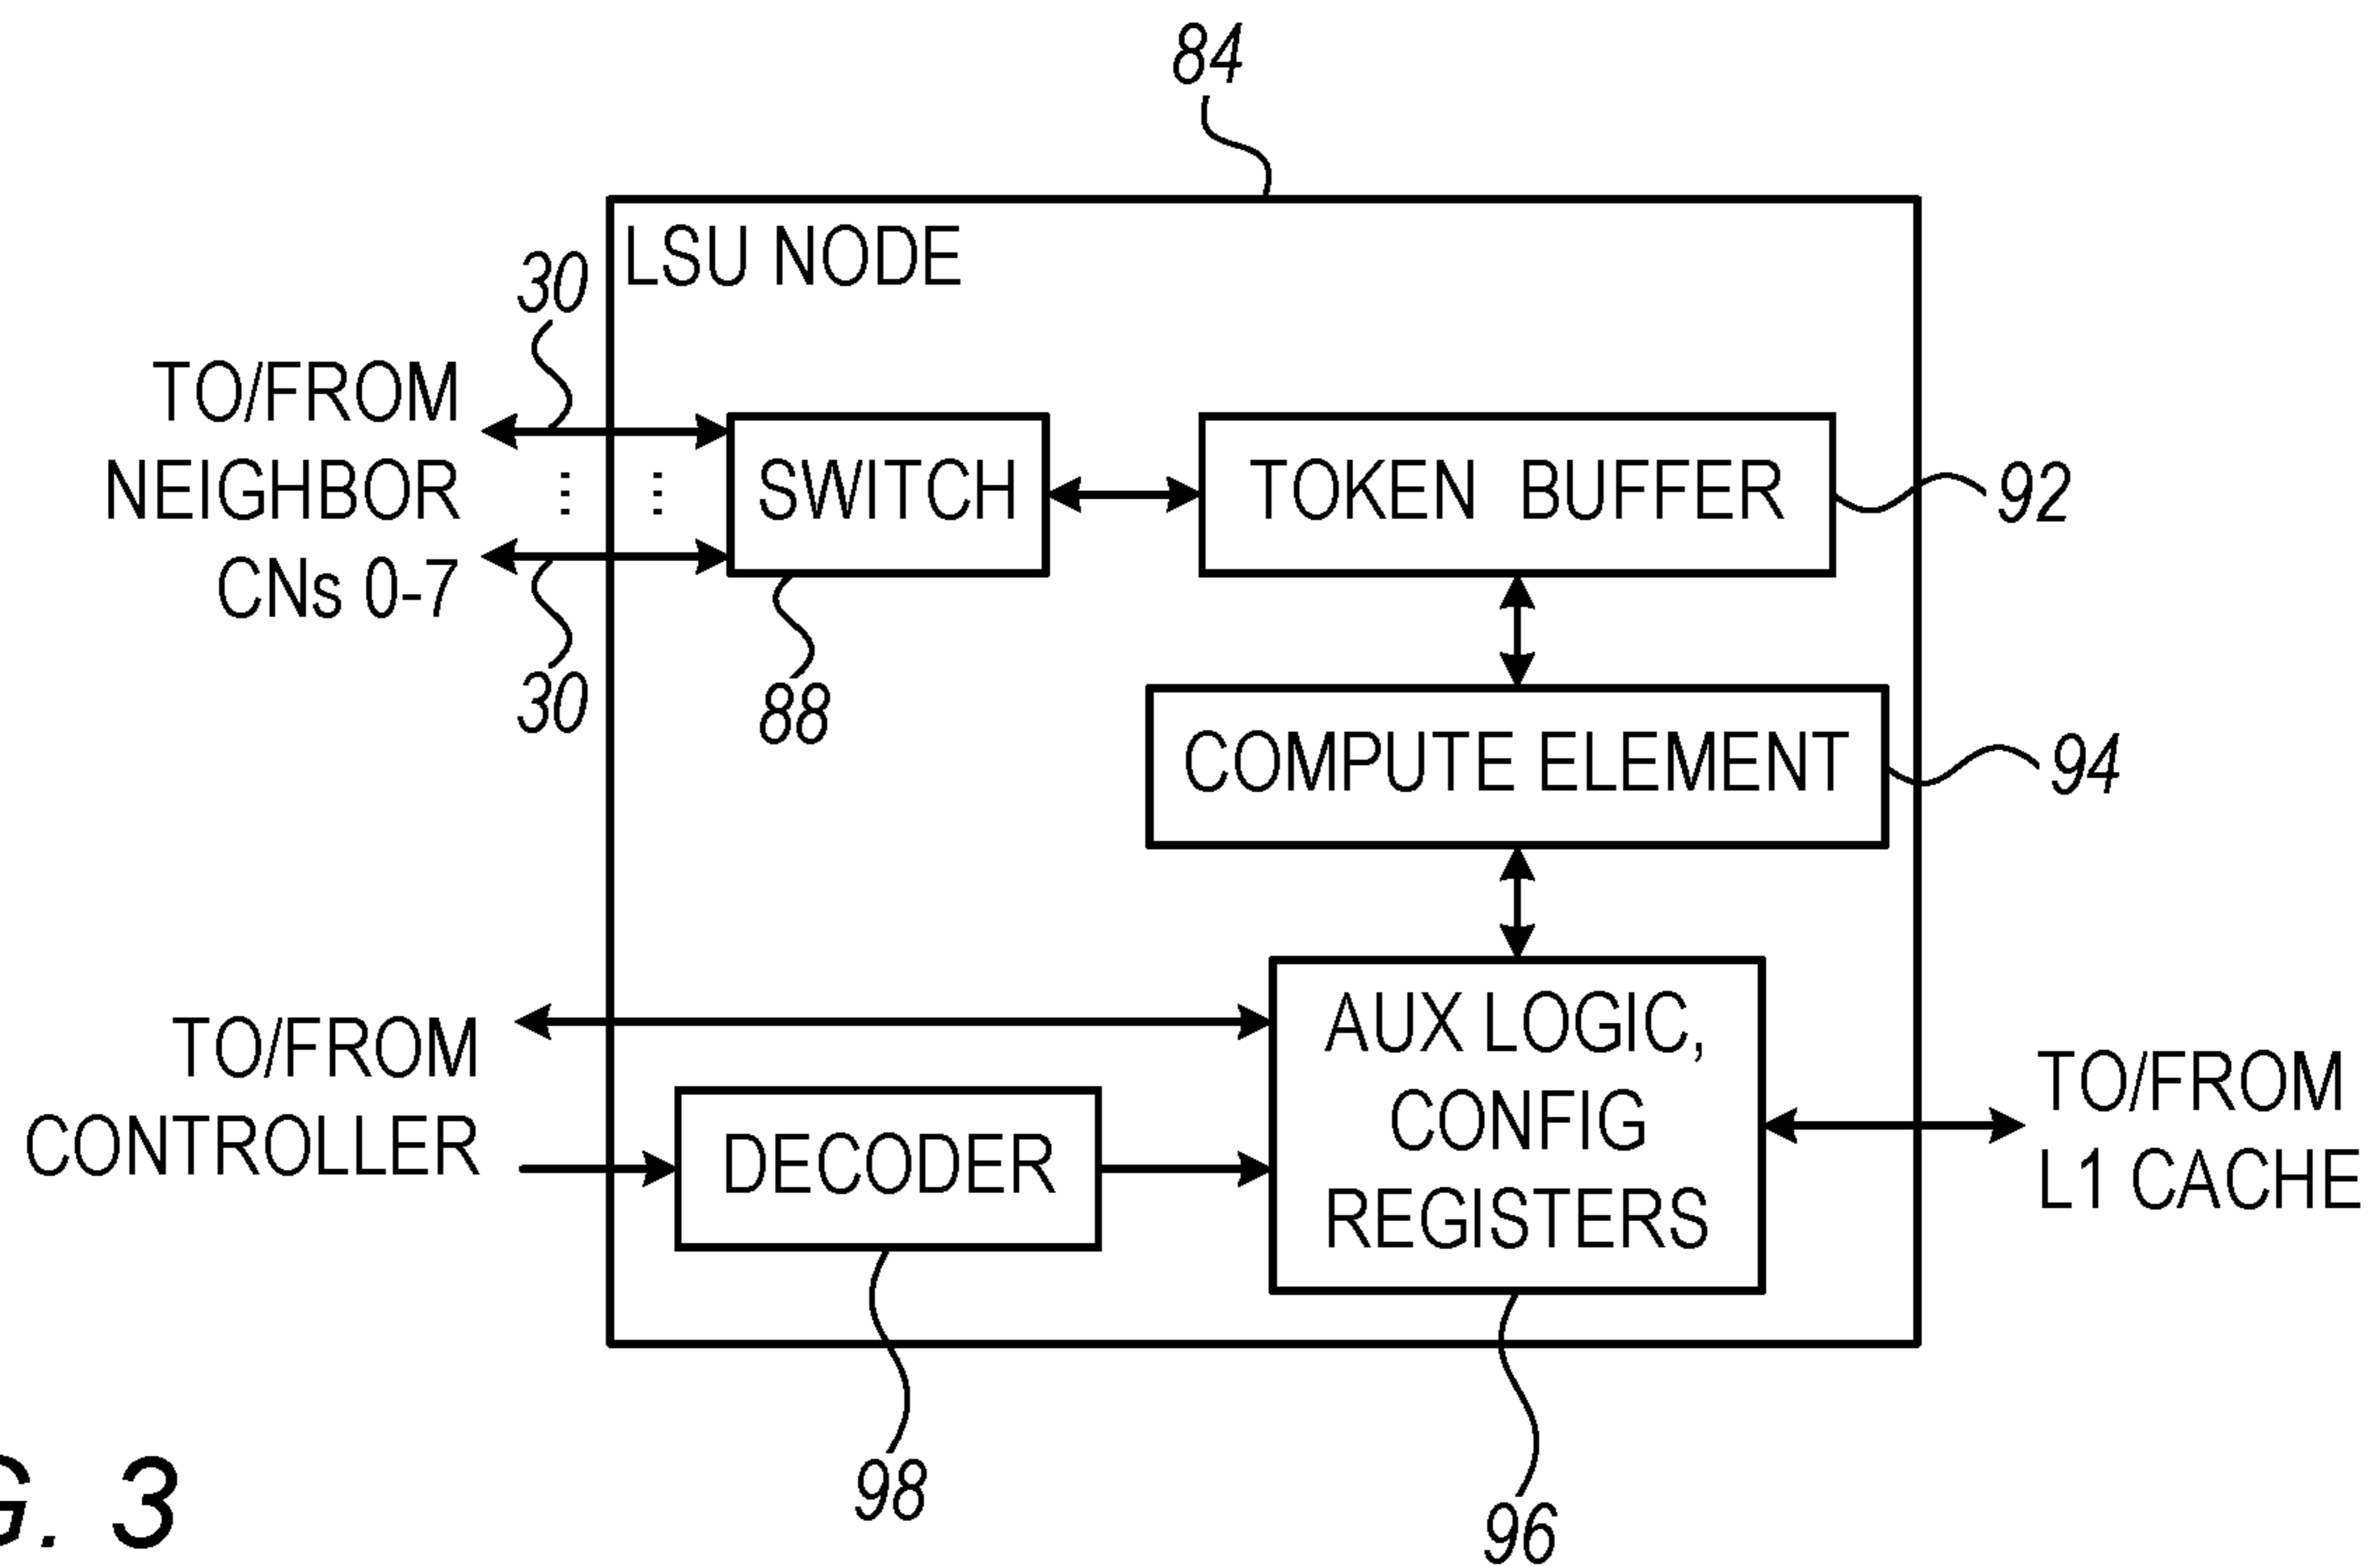 84
LSU NODE
30
TO/FROM
NEIGHBOR
CNs 0-7
SWITCH
TOKEN BUFFER
92
30
88
COMPUTE ELEMENT
94
TO/FROM
CONTROLLER
DECODER
AUX LOGIC,
CONFIG
REGISTERS
TO/FROM
L1 CACHE
98
96
G. 3